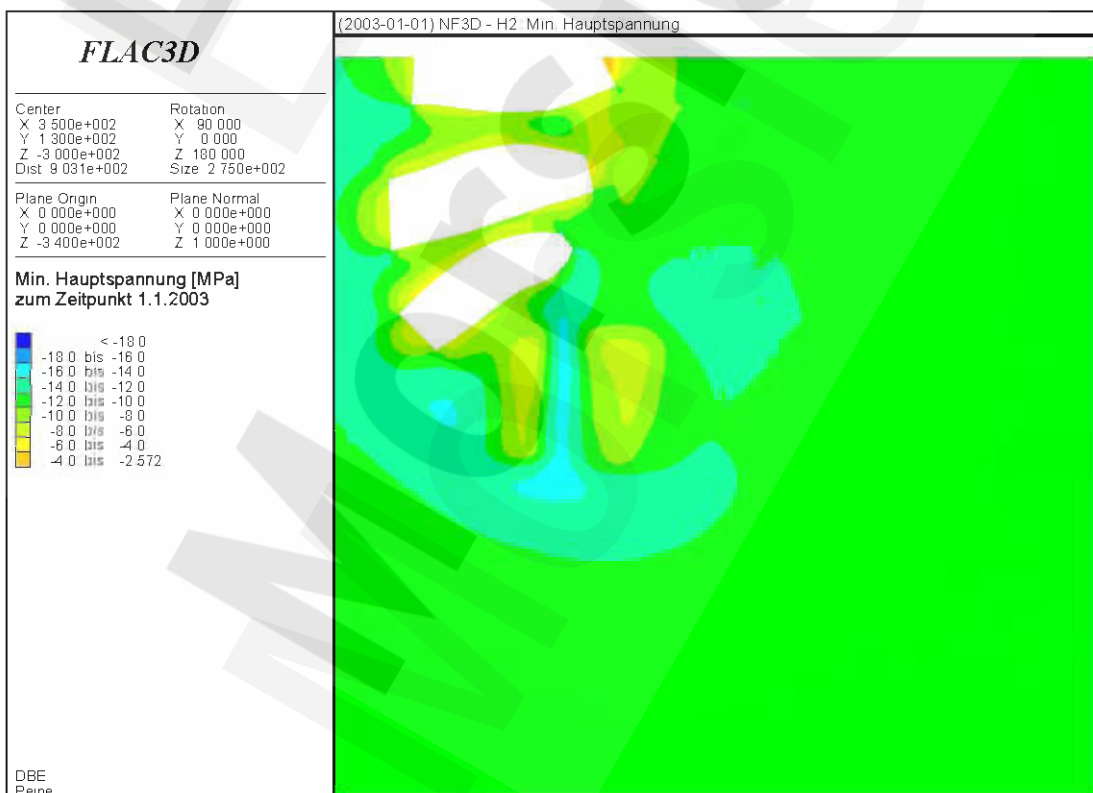 (2003-01-01) NF3D - H2 Min. Hauptspannung
FLAC3D
Center Rotation
X 3 500e+002 X 90 000
Y 1 300e+002 Y 0 000
Z -3 000e+002 Z 180 000
Dist 9 031e+002 Size 2 750e+002
Plane Origin Plane Normal
X 0 000e+000 X 0 000e+000
Y 0 000e+000 Y 0 000e+000
Z -3 400e+002 Z 1 000e+000
Min. Hauptspannung [MPa]
zum Zeitpunkt 1.1.2003
< -18 0
-18 0 bis -16 0
-16 0 bis -14 0
-14 0 bis -12 0
-12 0 bis -10 0
-10 0 bis -8 0
-8 0 bis -6 0
-6 0 bis -4 0
-4 0 bis -2 572
DBE
Peine